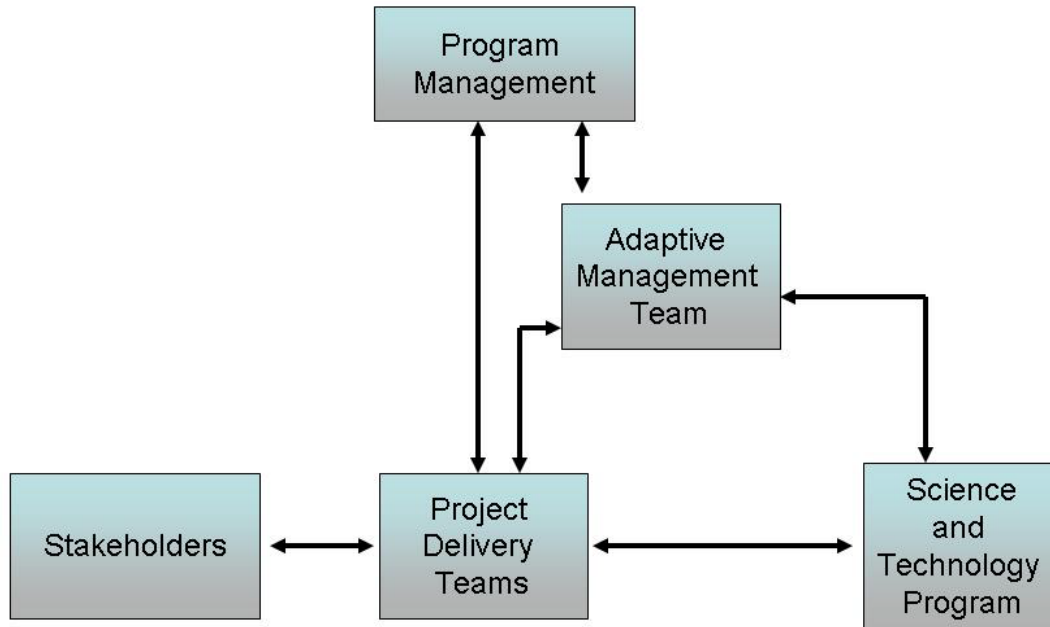 Program
Management
Adaptive
Management
Team
Stakeholders
Project
Delivery
Teams
Science
and
Technology
Program